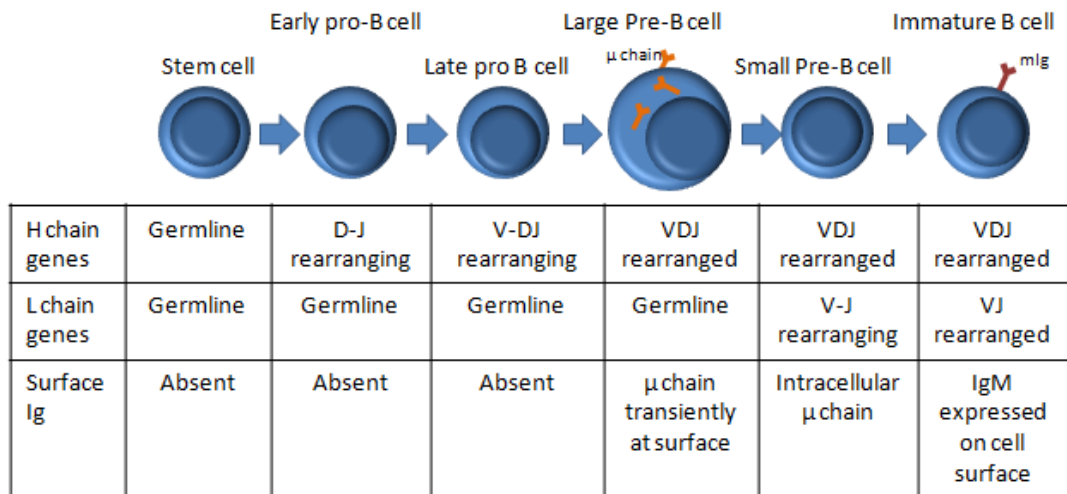 Early pro-B cell
Large Pre-B cell
Immature B cell
Stem cell
Late pro B cell
μ chain
Small Pre-B cell
mIg
H chain genes
Germline
D-J rearranging
V-DJ rearranging
VDJ rearranged
VDJ rearranged
VDJ rearranged
L chain genes
Germline
Germline
Germline
Germline
V-J rearranging
VJ rearranged
Surface Ig
Absent
Absent
Absent
μ chain transiently at surface
Intracellular μ chain
IgM expressed on cell surface